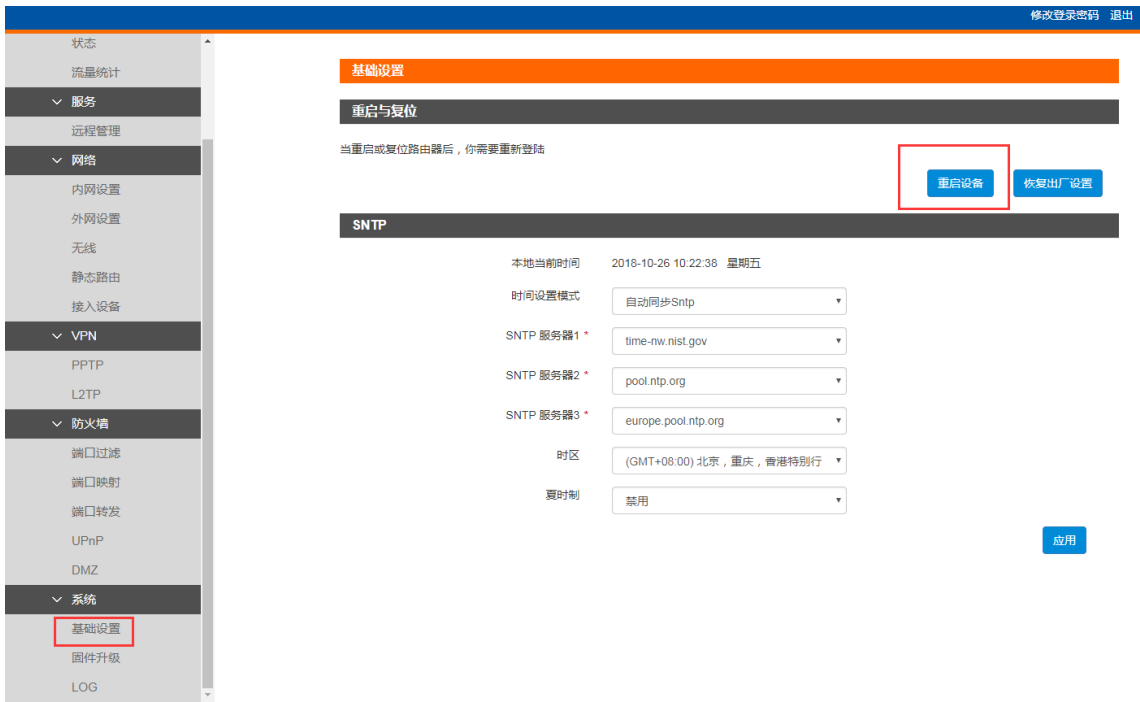 修改登录密码 退出
状态
流量统计
服务
远程管理
网络
内网设置
外网设置
无线
静态路由
接入设备
VPN
PPTP
L2TP
防火墙
端口过滤
端口映射
端口转发
UPnP
DMZ
系统
基础设置
固件升级
LOG
基础设置
重启与复位
当重启或复位路由器后，你需要重新登陆
重启设备 恢复出厂设置
SNTP
本地当前时间 2018-10-26 10:22:38 星期五
时间设置模式 自动同步Sntp
SNTP 服务器1 * time-nw.nist.gov
SNTP 服务器2 * pool.ntp.org
SNTP 服务器3 * europe.pool.ntp.org
时区 (GMT+08:00) 北京，重庆，香港特别行
夏时制 禁用
应用